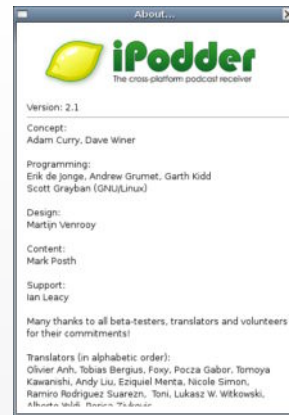 About...
iPodder
The cross-platform podcast receiver
Version: 2.1
Concept:
Adam Curry, Dave Winer
Programming:
Erik de Jonge, Andrew Grumet, Garth Kidd
Scott Grayban (GNU/Linux)
Design:
Martijn Venrooy
Content:
Mark Posth
Support:
Ian Leacy
Many thanks to all beta-testers, translators and volunteers
for their commitments!
Translators (in alphabetic order):
Olivier Anh, Tobias Bergius, Foxy, Pocza Gabor, Tomoya
Kawanishi, Andy Liu, Eziquiel Menta, Nicole Simon,
Ramiro Rodriguez Suarezn, Toni, Lukasz W. Witkowski,